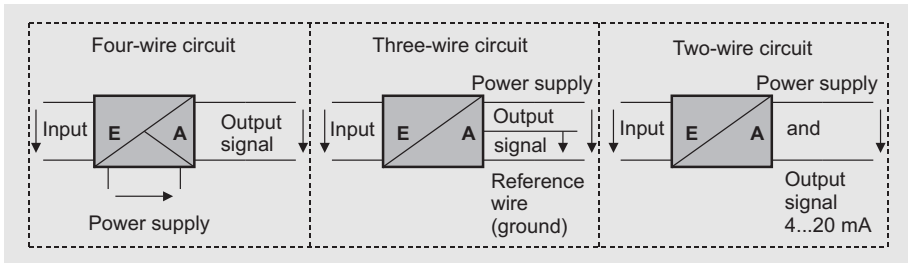 Four-wire circuit
Input
E
A
Output
signal
Power supply
Three-wire circuit
Power supply
Input
E
A
Output
signal
Reference
wire
(ground)
Two-wire circuit
Power supply
Input
E
A
and
Output
signal
4...20 mA